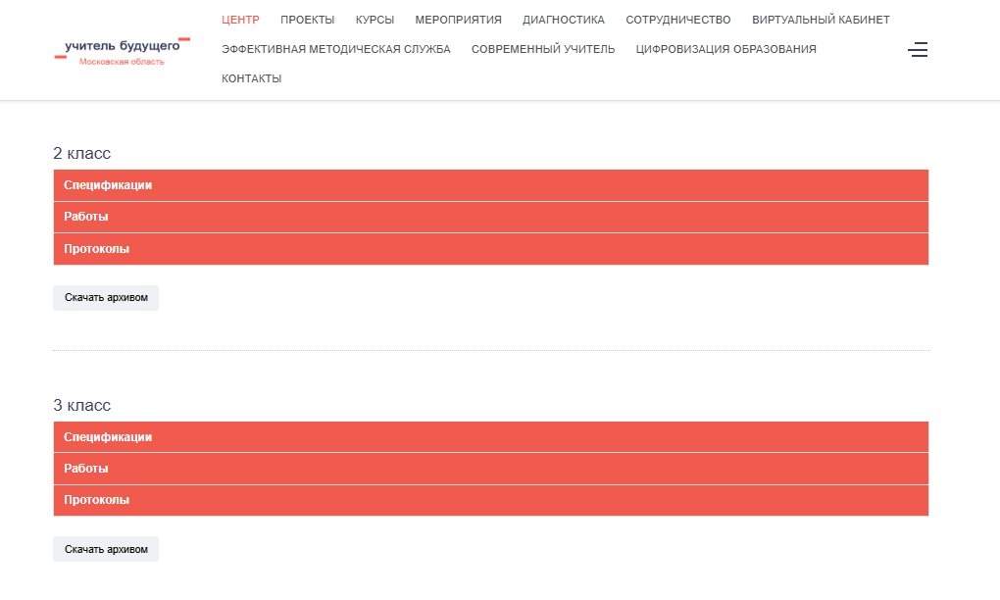 учитель будущего
Московская область
ЦЕНТР ПРОЕКТЫ КУРСЫ МЕРОПРИЯТИЯ ДИАГНОСТИКА СОТРУДНИЧЕСТВО ВИРТУАЛЬНЫЙ КАБИНЕТ
ЭФФЕКТИВНАЯ МЕТОДИЧЕСКАЯ СЛУЖБА СОВРЕМЕННЫЙ УЧИТЕЛЬ ЦИФРОВИЗАЦИЯ ОБРАЗОВАНИЯ
КОНТАКТЫ
2 класс
Спецификации
Работы
Протоколы
Скачать архивом
3 класс
Спецификации
Работы
Протоколы
Скачать архивом